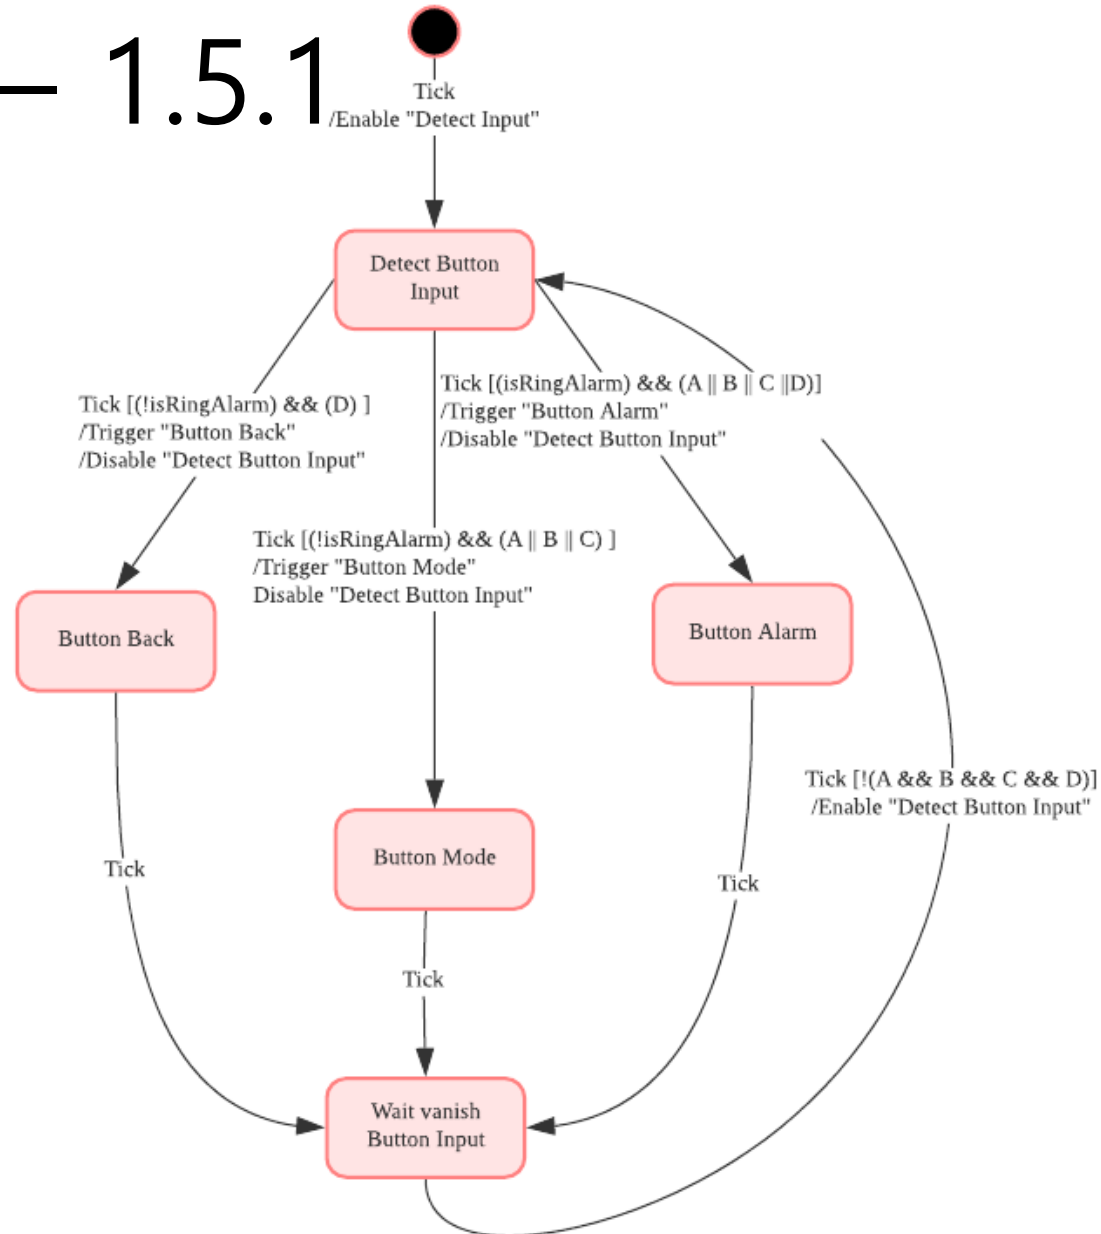 – 1.5.1
Tick
/Enable "Detect Input"
Detect Button
Input
Tick [(!isRingAlarm) && (D) ]
/Trigger "Button Back"
/Disable "Detect Button Input"
Tick [(isRingAlarm) && (A || B || C ||D)]
/Trigger "Button Alarm"
/Disable "Detect Button Input"
Tick [(!isRingAlarm) && (A || B || C) ]
/Trigger "Button Mode"
Disable "Detect Button Input"
Button Back
Button Alarm
Tick [!(A && B && C && D)]
/Enable "Detect Button Input"
Button Mode
Tick
Tick
Tick
Wait vanish
Button Input